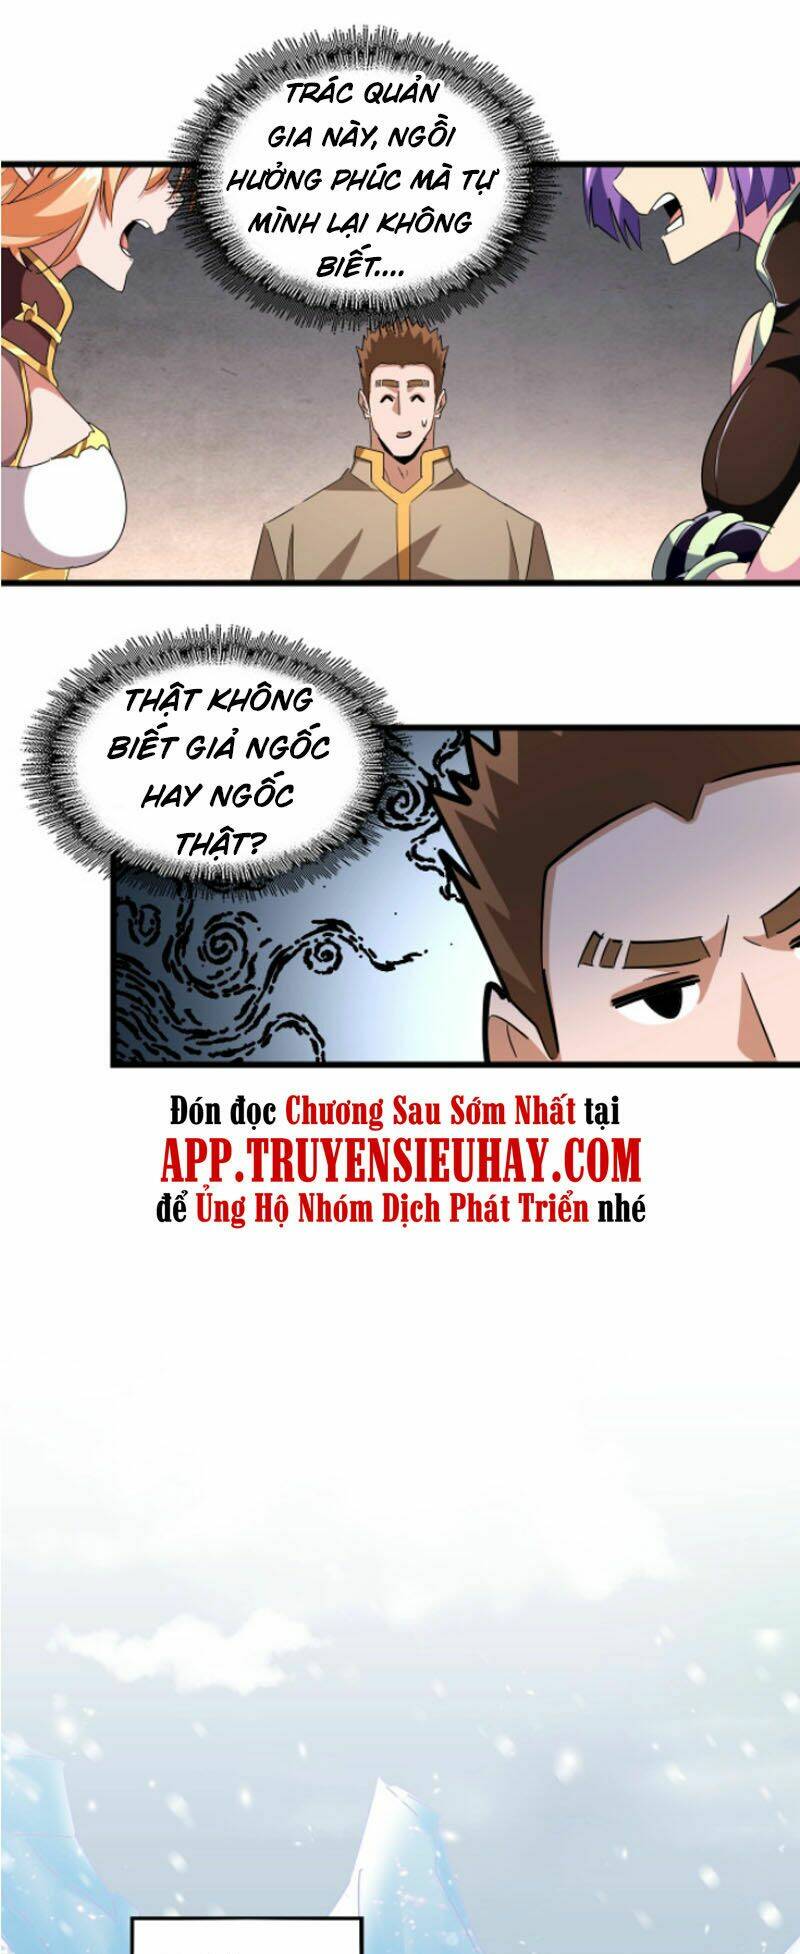 TRÁC QUẢN
GIA NÀY, NGỒI
HƯỞNG PHÚC MÀ TỰ
MÌNH LẠI KHÔNG
BIẾT....
THẬT KHÔNG
BIẾT GIẢ NGỐC
HAY NGỐC
THẬT?
Đón đọc Chương Sau Sớm Nhất tại
APP.TRUYENSIEUHAY.COM
để Ủng Hộ Nhóm Dịch Phát Triển nhé